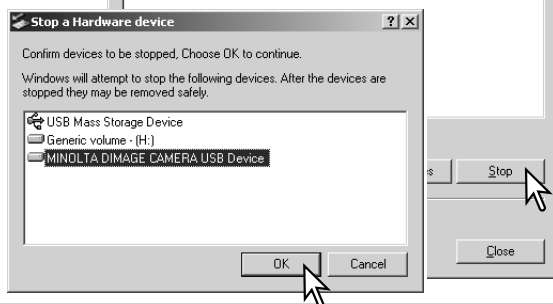 Stop a Hardware device
Confirm devices to be stopped, Choose OK to continue.
Windows will attempt to stop the following devices. After the devices are
stopped they may be removed safely.
USB Mass Storage Device
Generic volume - (H:)
MINOLTA DIMAGE CAMERA USB Device
OK
Cancel
Stop
Close